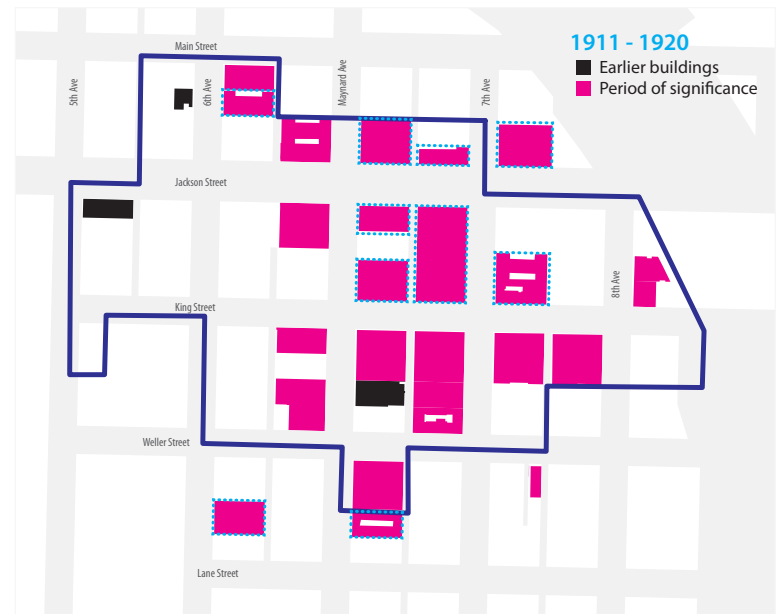 1911 - 1920
Earlier buildings
Period of significance
Main Street
5th Ave
6th Ave
Maynard Ave
7th Ave
Jackson Street
8th Ave
King Street
Weller Street
Lane Street